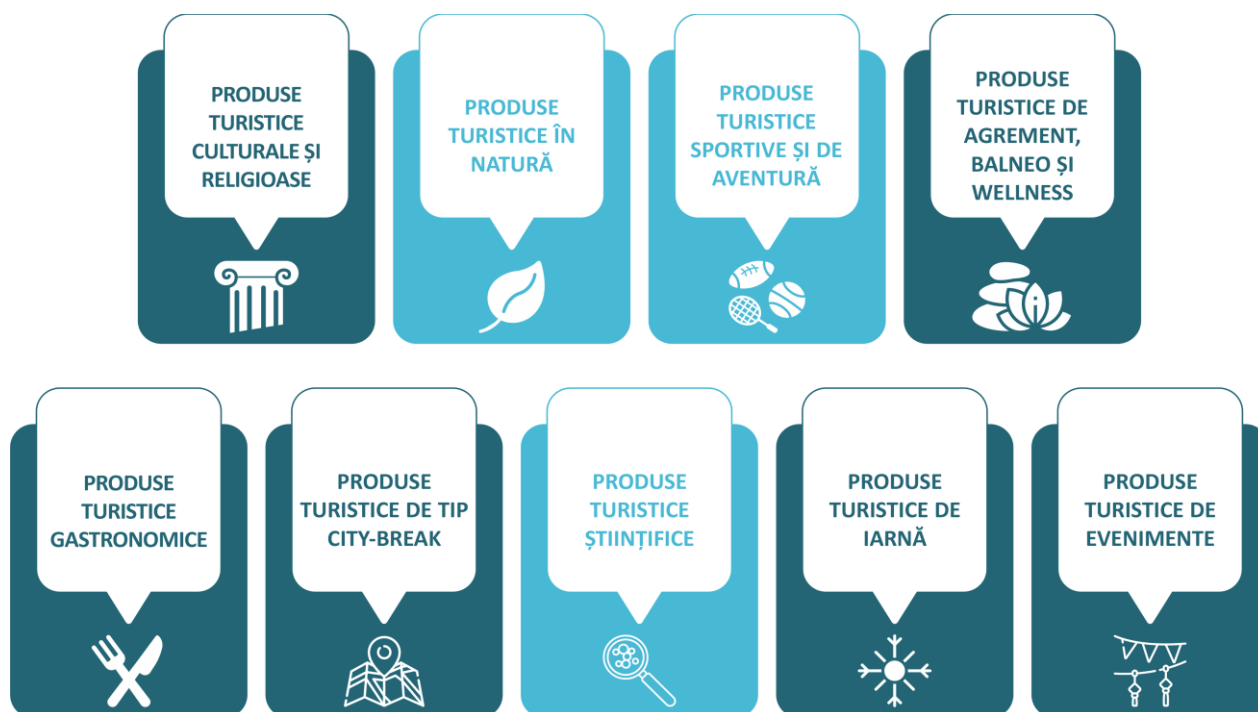 PRODUSE
TURISTICE
CULTURALE ȘI
RELIGIOASE
PRODUSE
TURISTICE ÎN
NATURĂ
PRODUSE
TURISTICE
SPORTIVE ȘI DE
AVENTURĂ
PRODUSE
TURISTICE DE
AGREMENT,
BALNEO ȘI
WELLNESS
PRODUSE
TURISTICE
GASTRONOMICE
PRODUSE
TURISTICE DE TIP
CITY-BREAK
PRODUSE
TURISTICE
ȘTIINȚIFICE
PRODUSE
TURISTICE DE
IARNĂ
PRODUSE
TURISTICE DE
EVENIMENTE